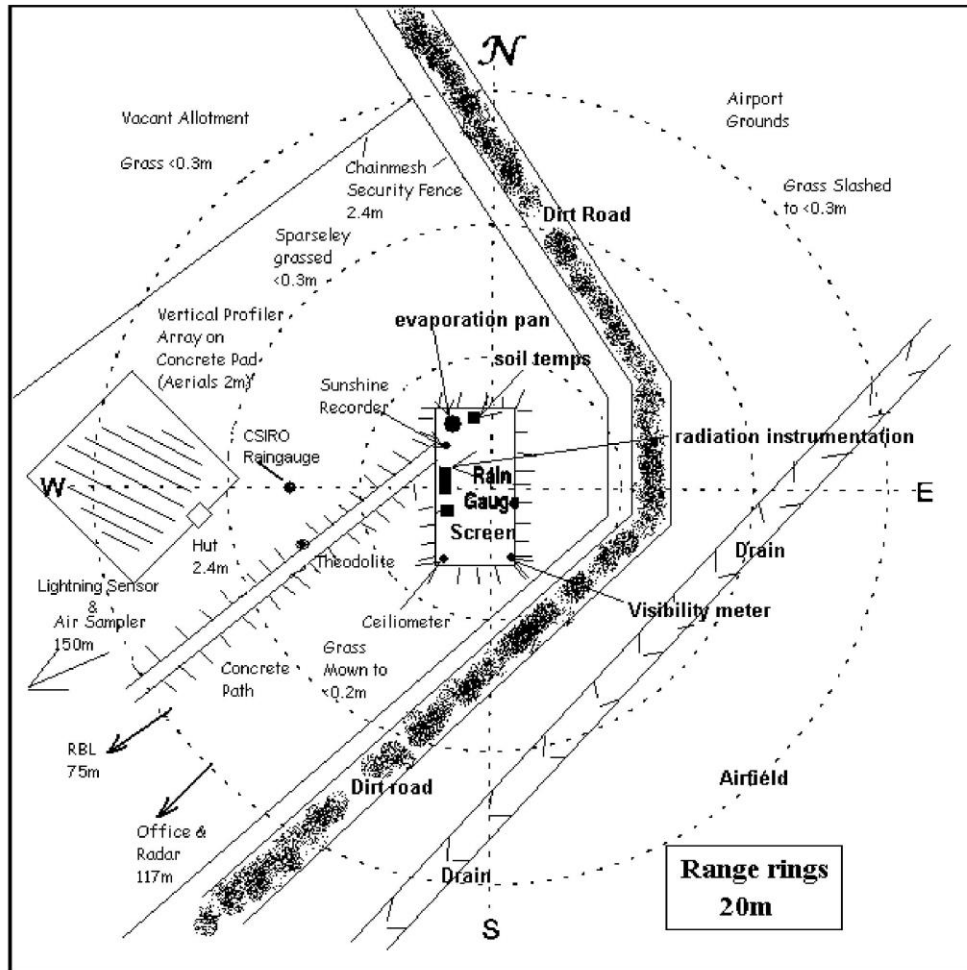 N
Vacant Allotment
Grass <0.3m
Airport
Grounds
Chainmesh
Security Fence
2.4m
Grass Slashed
to <0.3m
Dirt Road
Sparseley
grassed
<0.3m
Vertical Profiler
Array on
Concrete Pad
(Aerials 2m)
evaporation pan
soil temps
Sunshine
Recorder
CSIRO
Raingauge
radiation instrumentation
Rain
Gauge
W
E
Screen
Hut
2.4m
Theodolite
Drain
Lightning Sensor
&
Air Sampler
150m
Ceiliometer
Visibility meter
Grass
Mown to
<0.2m
Concrete
Path
RBL
75m
Dirt road
Airfield
Office &
Radar
117m
Drain
Range rings
20m
S